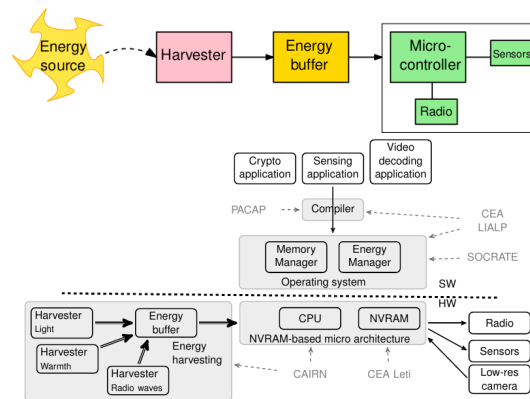 Energy
source
Harvester
Energy
buffer
Micro-
controller
Sensors
Radio
Crypto
application
Sensing
application
Video
decoding
application
PACAP
Compiler
CEA
LIALP
Memory
Manager
Energy
Manager
SOCRATE
Operating system
SW
HW
Harvester
Light
Energy
buffer
CPU
NVRAM
Radio
NVRAM-based micro architecture
Harvester
Warmth
Energy
harvesting
Sensors
Harvester
Radio waves
CAIRN
CEA Leti
Low-res
camera